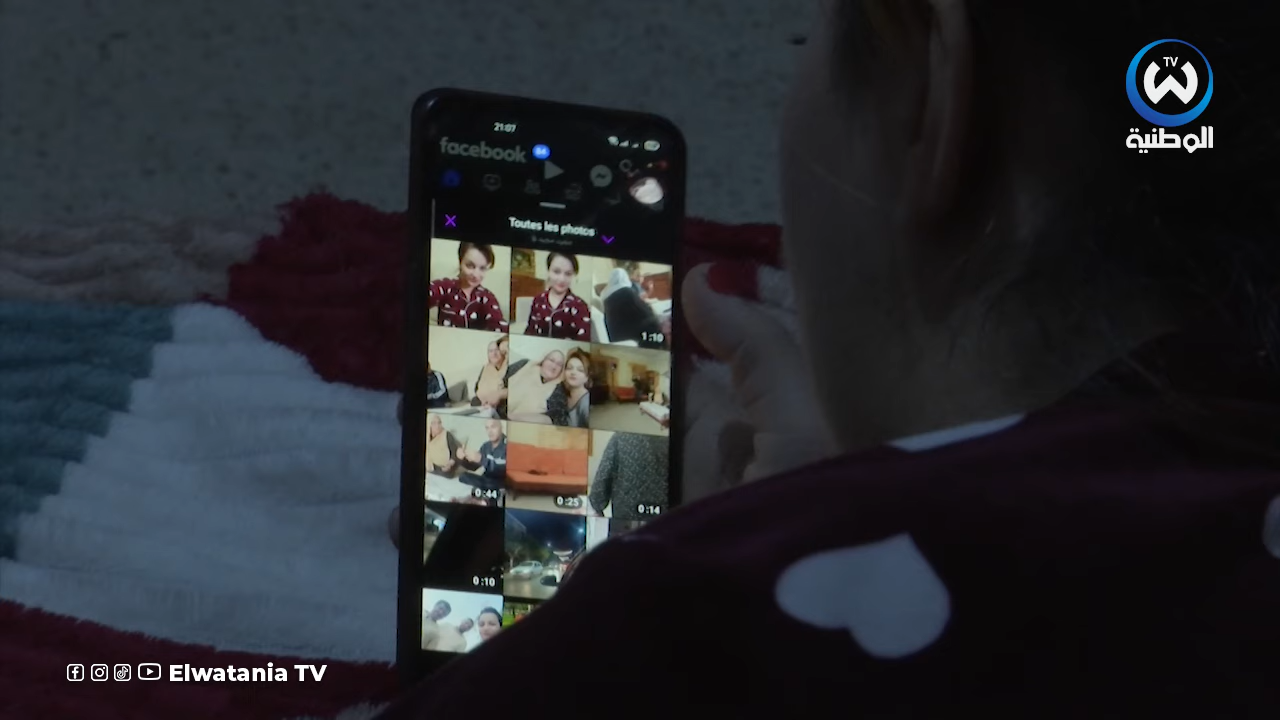 TV
الوطنية
21:07
facebook
54
Toutes les photos
1:10
0:44
0:25
0:14
0:10
Elwatania TV